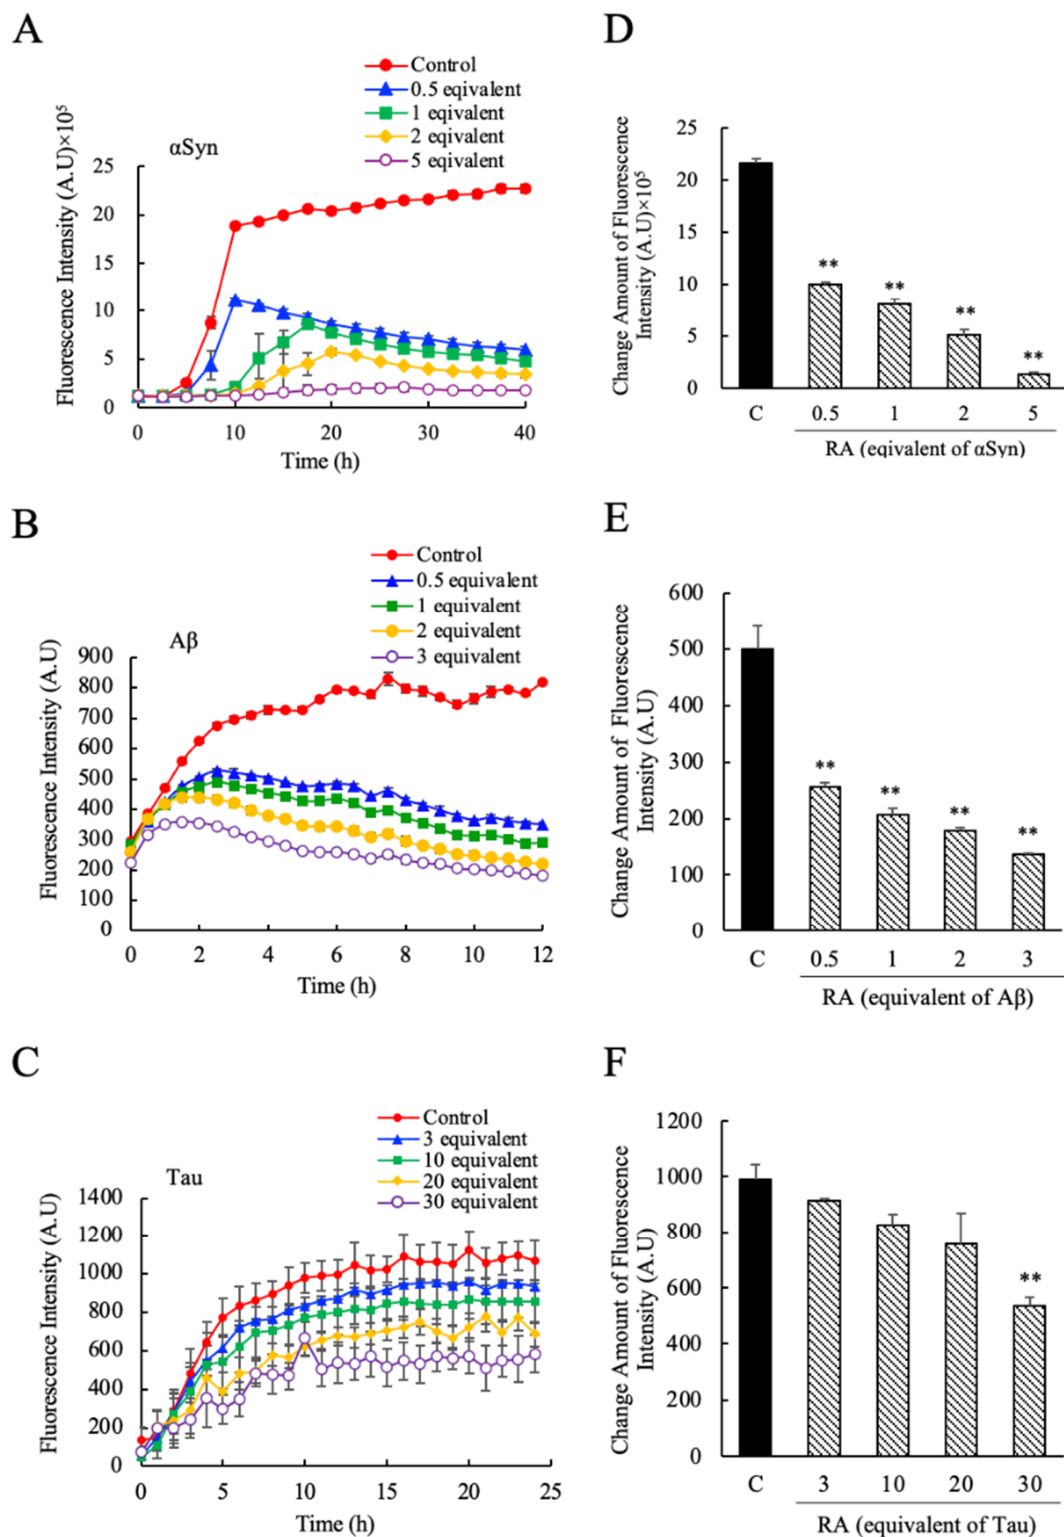 A
Control
0.5 eqivalent
1 eqivalent
2 eqivalent
5 eqivalent
αSyn
Fluorescence Intensity (A.U)×10⁵
25
20
15
10
5
0
0 10 20 30 40
Time (h)
D
Change Amount of Fluorescence
Intensity (A.U)×10⁵
25
20
15
10
5
0
** ** ** **
C 0.5 1 2 5
RA (eqivalent of αSyn)
B
Control
0.5 equivalent
1 equivalent
2 equivalent
3 equivalent
Aβ
Fluorescence Intensity (A.U)
900
800
700
600
500
400
300
200
100
0
0 2 4 6 8 10 12
Time (h)
E
Change Amount of Fluorescence
Intensity (A.U)
600
500
400
300
200
100
0
** ** ** **
C 0.5 1 2 3
RA (equivalent of Aβ)
C
Control
3 equivalent
10 equivalent
20 equivalent
30 equivalent
Tau
Fluorescence Intensity (A.U)
1400
1200
1000
800
600
400
200
0
0 5 10 15 20 25
Time (h)
F
Change Amount of Fluorescence
Intensity (A.U)
1200
1000
800
600
400
200
0
**
C 3 10 20 30
RA (equivalent of Tau)